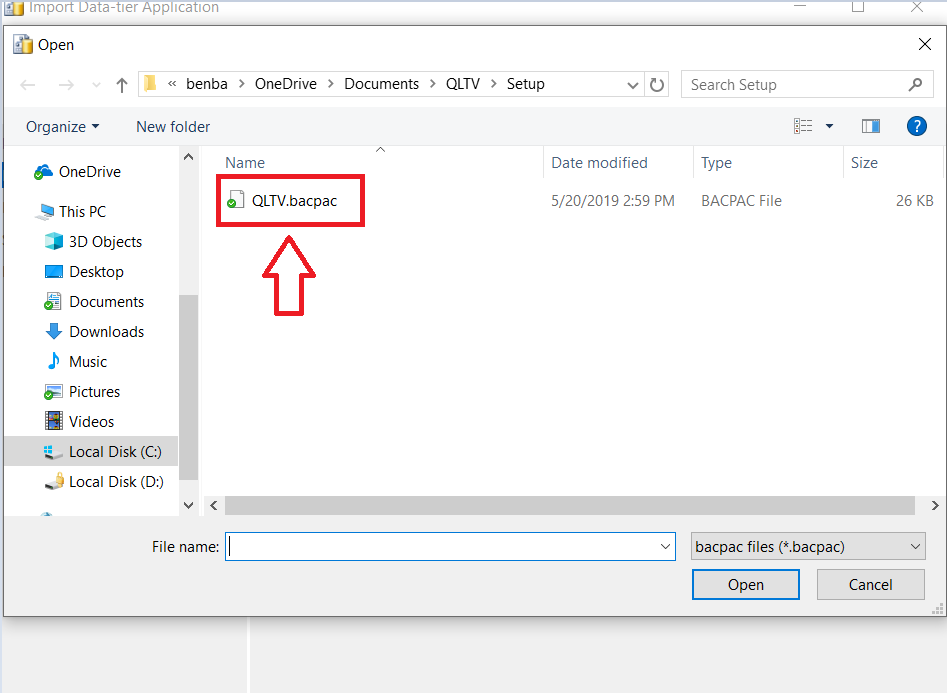 Import Data-tier Application
Open
« benba > OneDrive > Documents > QLTV > Setup
Search Setup
Organize
New folder
?
Name
Date modified
Type
Size
QLTV.bacpac
5/20/2019 2:59 PM
BACPAC File
26 KB
OneDrive
This PC
3D Objects
Desktop
Documents
Downloads
Music
Pictures
Videos
Local Disk (C:)
Local Disk (D:)
File name:
bacpac files (*.bacpac)
Open
Cancel